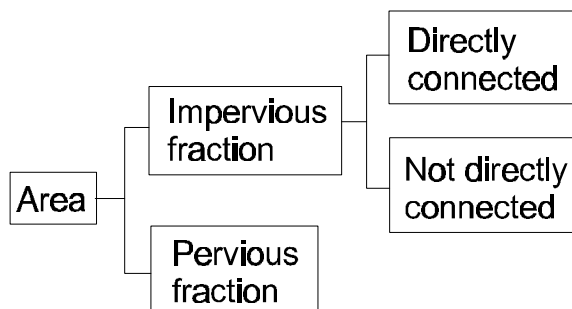 Directly
connected
Impervious
fraction
Not directly
connected
Area
Pervious
fraction